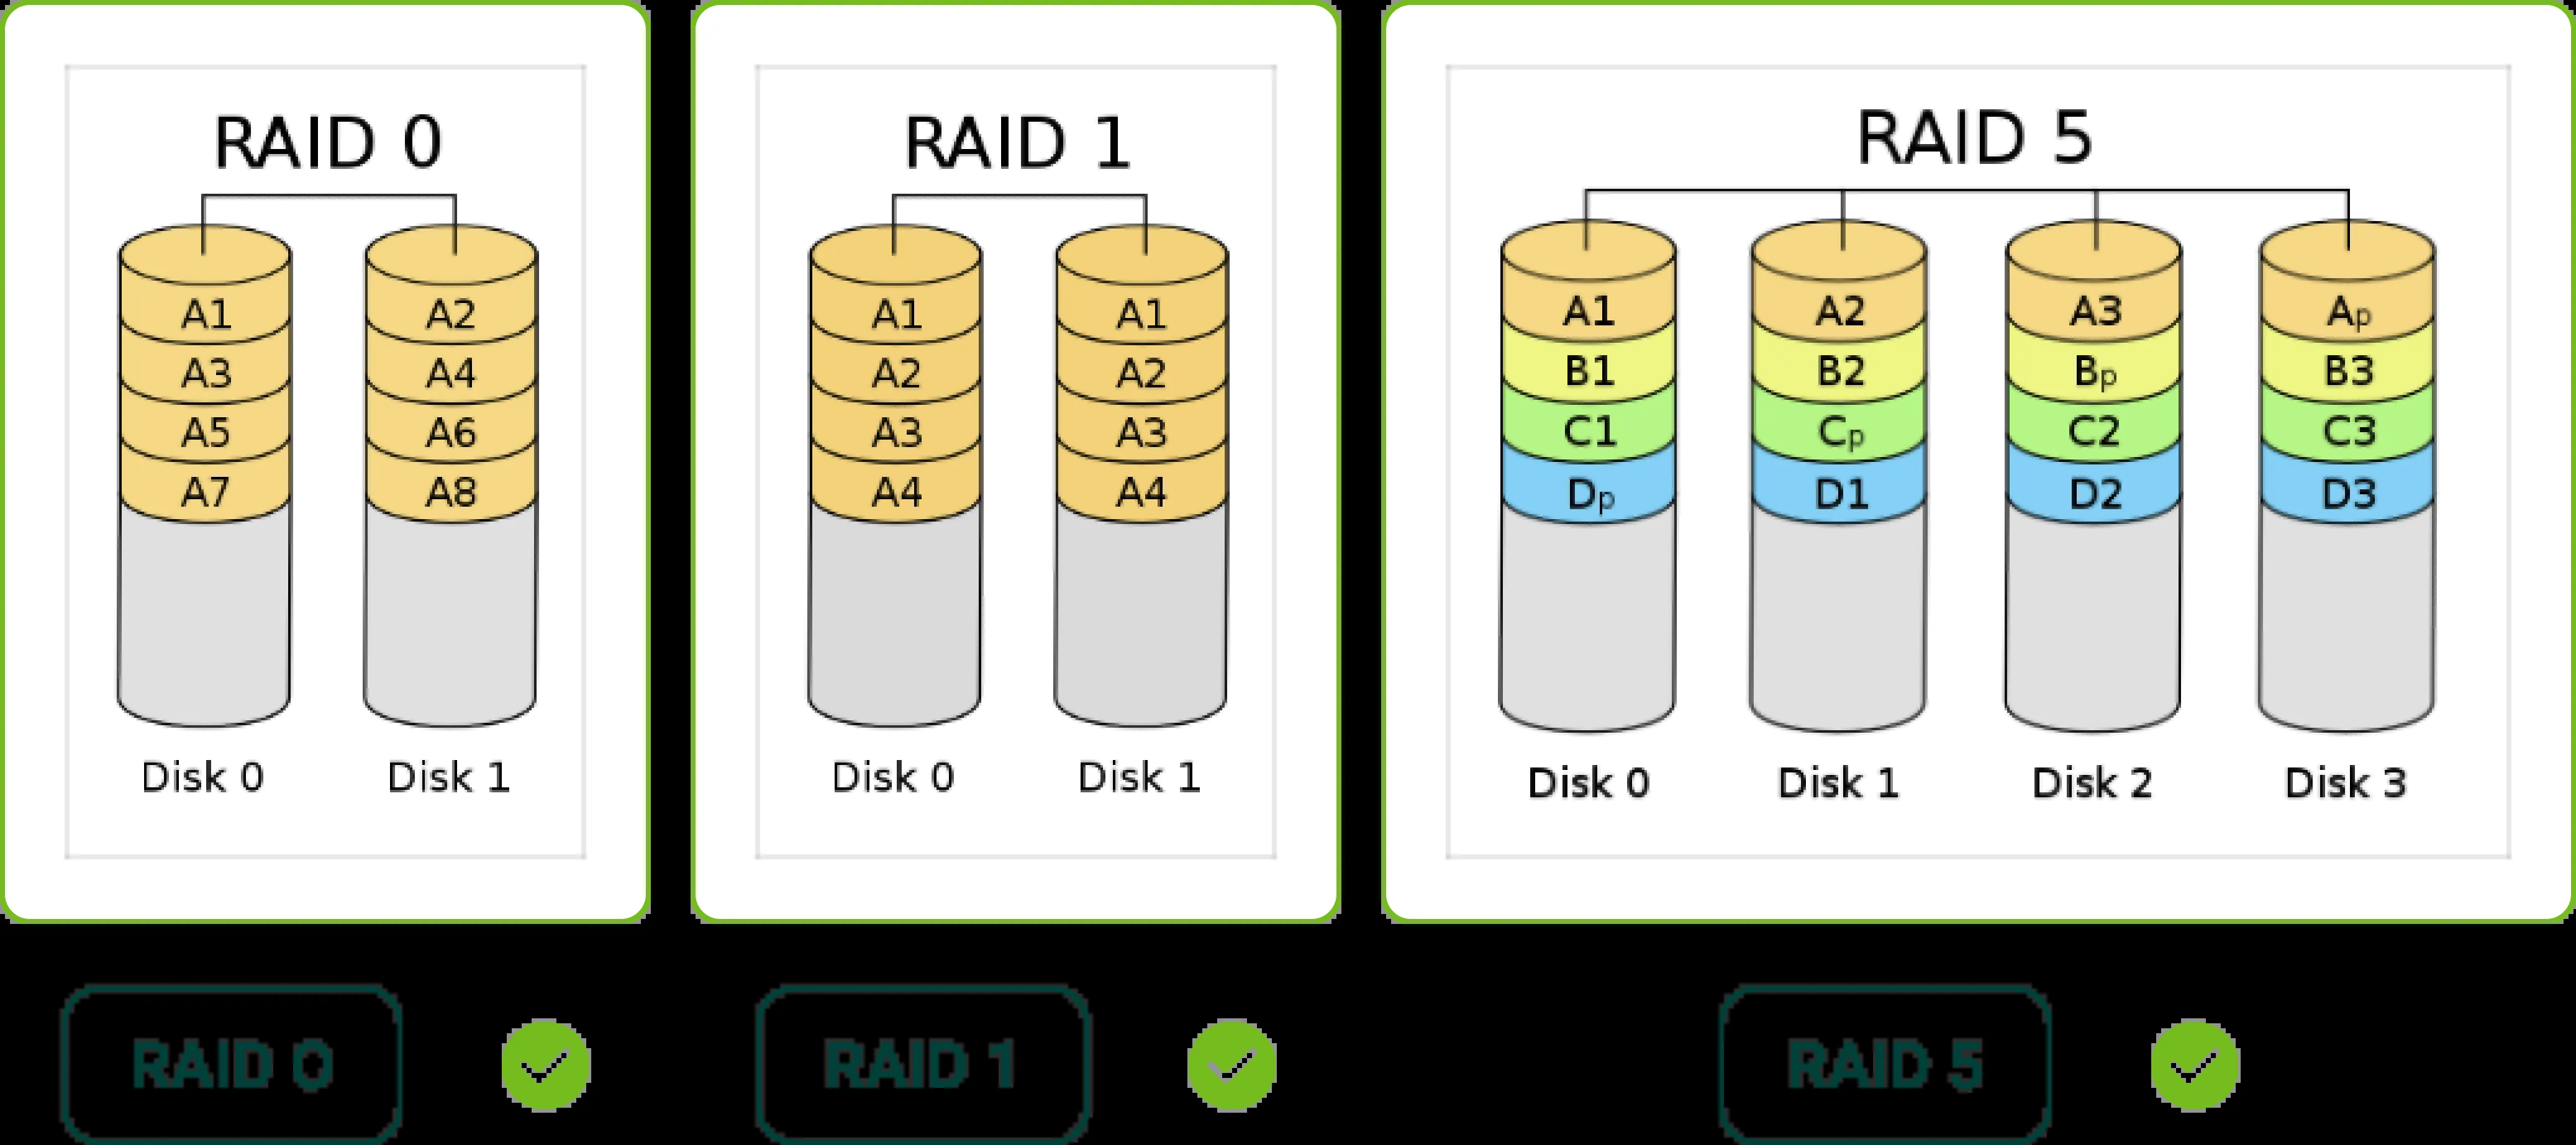 RAID 0
A1 A2
A3 A4
A5 A6
A7 A8
Disk 0 Disk 1
RAID 1
A1 A1
A2 A2
A3 A3
A4 A4
Disk 0 Disk 1
RAID 5
A1 A2 A3 Ap
B1 B2 Bp B3
C1 Cp C2 C3
Dp D1 D2 D3
Disk 0 Disk 1 Disk 2 Disk 3
RAID 0
RAID 1
RAID 5